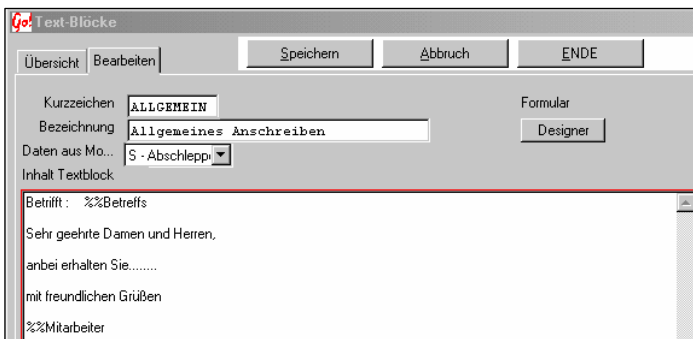 Go! Text-Blöcke
Übersicht Bearbeiten Speichern Abbruch ENDE
Kurzzeichen ALLGEMEIN Formular
Bezeichnung Allgemeines Anschreiben Designer
Daten aus Mo... S - Abschlepp
Inhalt Textblock
Betrifft : %%Betreffs
Sehr geehrte Damen und Herren,
anbei erhalten Sie........
mit freundlichen Grüßen
%%Mitarbeiter